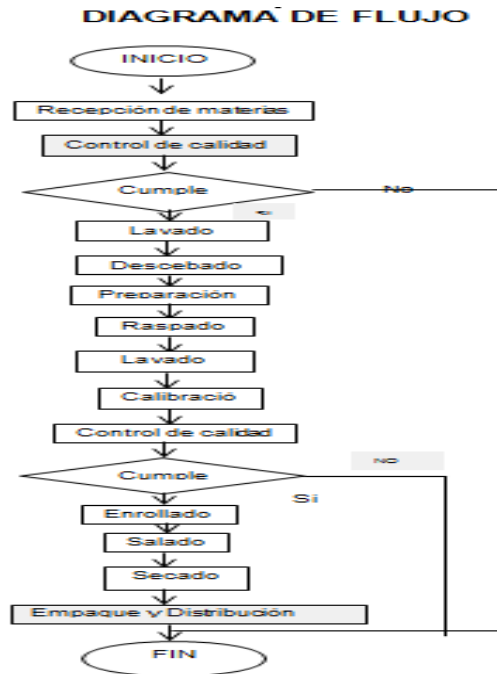 DIAGRAMA DE FLUJO
INICIO
Recepción de materias
Control de calidad
Cumple
No
Lavado
Descebado
Preparación
Raspado
Lavado
Calibració
Control de calidad
NO
Cumple
Si
Enrollado
Salado
Secado
Empaque y Distribución
FIN